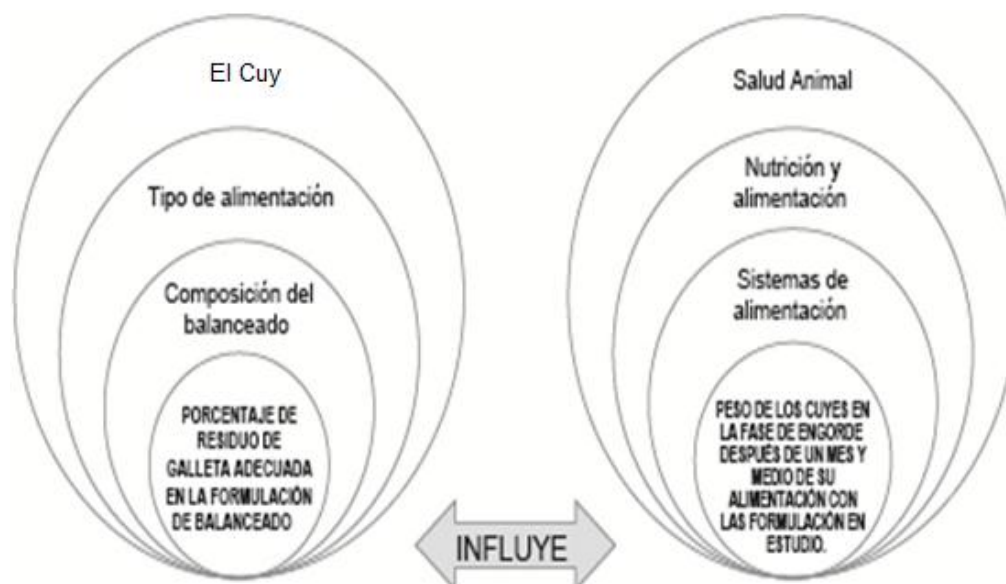 El Cuy
Tipo de alimentación
Composición del
balanceado
PORCENTAJE DE
RESIDUO DE
GALLETA ADECUADA
EN LA FORMULACIÓN
DE BALANCEADO
INFLUYE
Salud Animal
Nutrición y
alimentación
Sistemas de
alimentación
PESO DE LOS CUYES EN
LA FASE DE ENGORDE
DESPUÉS DE UN MES Y
MEDIO DE SU
ALIMENTACIÓN CON
LAS FORMULACIÓN EN
ESTUDIO.